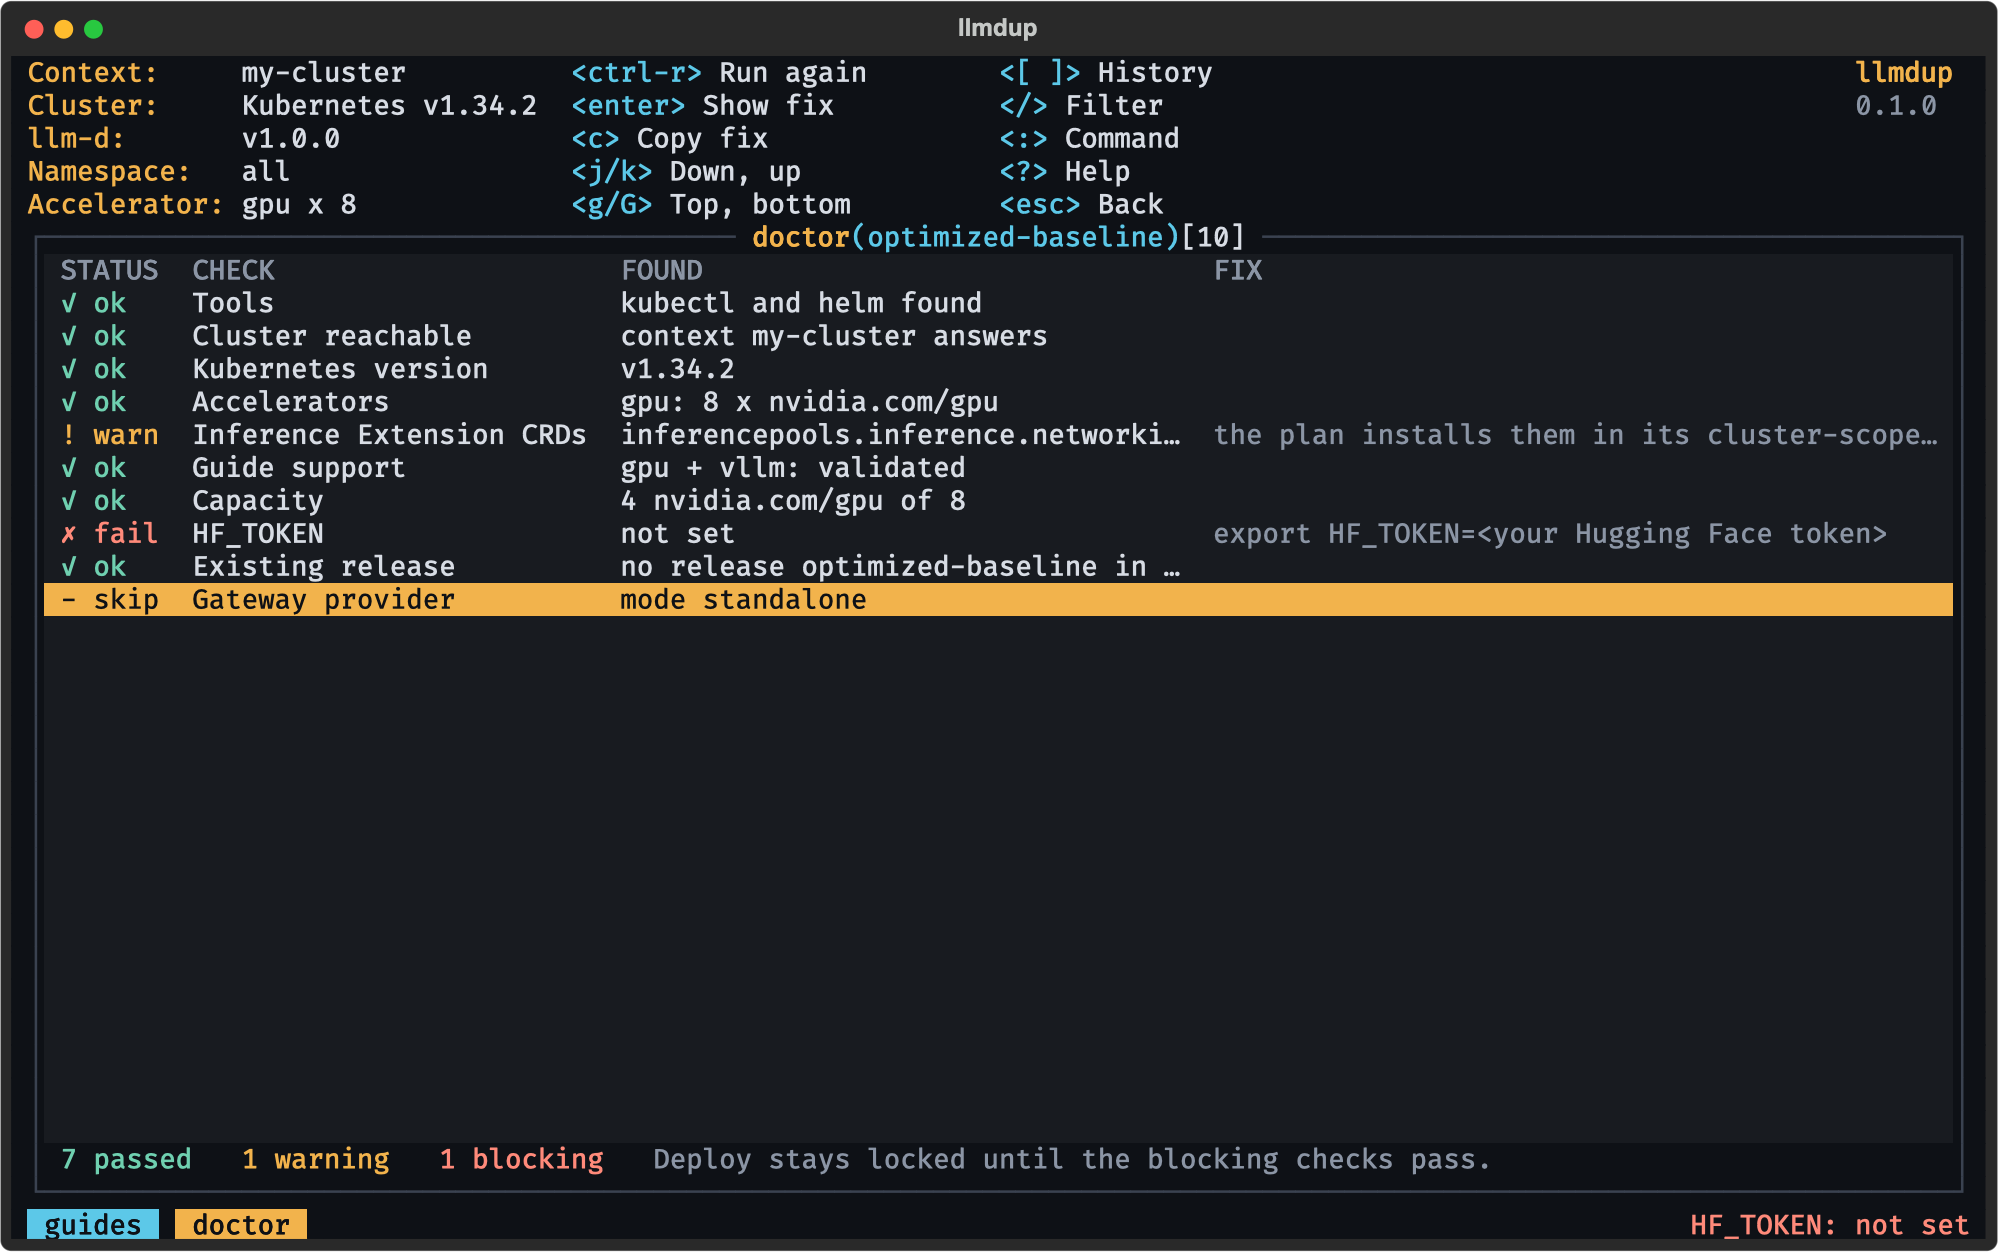 llmdup
Context: my-cluster <ctrl-r> Run again <[ ]> History llmdup
Cluster: Kubernetes v1.34.2 <enter> Show fix </> Filter 0.1.0
llm-d: v1.0.0 <c> Copy fix <:> Command
Namespace: all <j/k> Down, up <?> Help
Accelerator: gpu x 8 <g/G> Top, bottom <esc> Back
doctor(optimized-baseline)[10]
STATUS CHECK FOUND FIX
√ ok Tools kubectl and helm found
√ ok Cluster reachable context my-cluster answers
√ ok Kubernetes version v1.34.2
√ ok Accelerators gpu: 8 x nvidia.com/gpu
! warn Inference Extension CRDs inferencepools.inference.networki… the plan installs them in its cluster-scope…
√ ok Guide support gpu + vllm: validated
√ ok Capacity 4 nvidia.com/gpu of 8
✗ fail HF_TOKEN not set export HF_TOKEN=<your Hugging Face token>
√ ok Existing release no release optimized-baseline in …
- skip Gateway provider mode standalone
7 passed 1 warning 1 blocking Deploy stays locked until the blocking checks pass.
guides doctor HF_TOKEN: not set